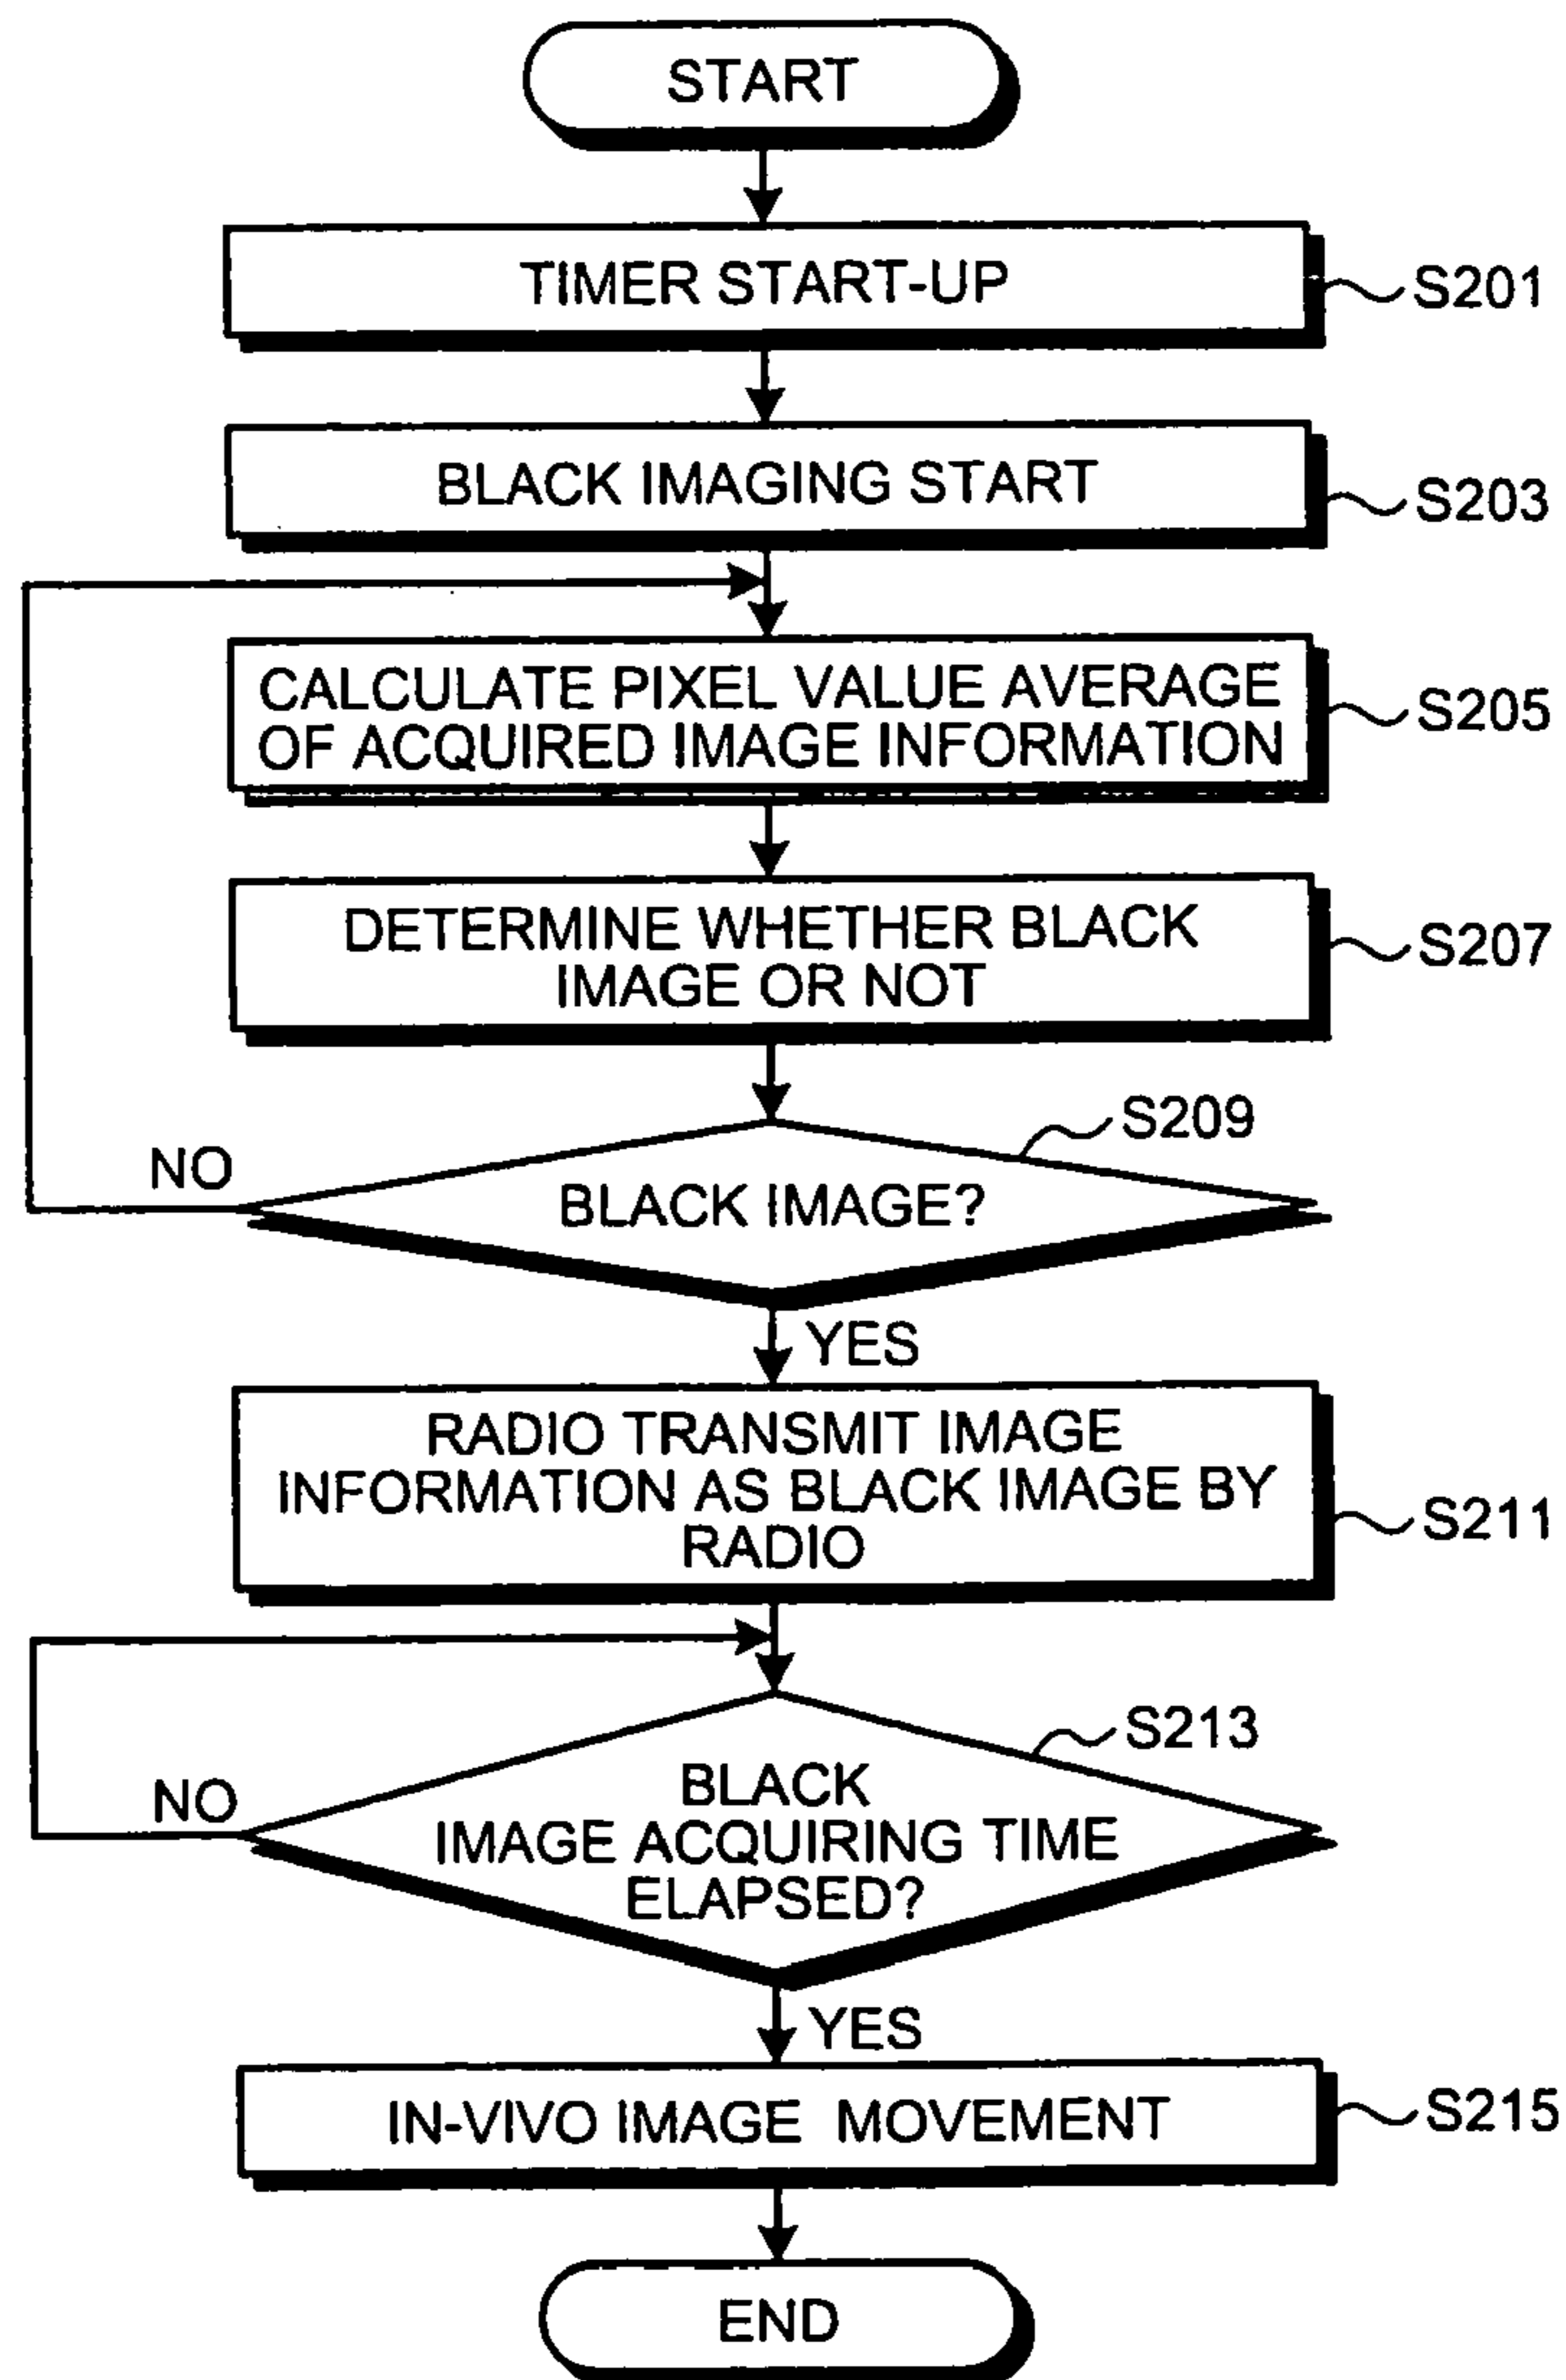 START
TIMER START-UP
S201
BLACK IMAGING START
S203
CALCULATE PIXEL VALUE AVERAGE
OF ACQUIRED IMAGE INFORMATION
S205
DETERMINE WHETHER BLACK
IMAGE OR NOT
S207
S209
NO
BLACK IMAGE?
YES
RADIO TRANSMIT IMAGE
INFORMATION AS BLACK IMAGE BY
RADIO
S211
S213
NO
BLACK
IMAGE ACQUIRING TIME
ELAPSED?
YES
IN-VIVO IMAGE MOVEMENT
S215
END